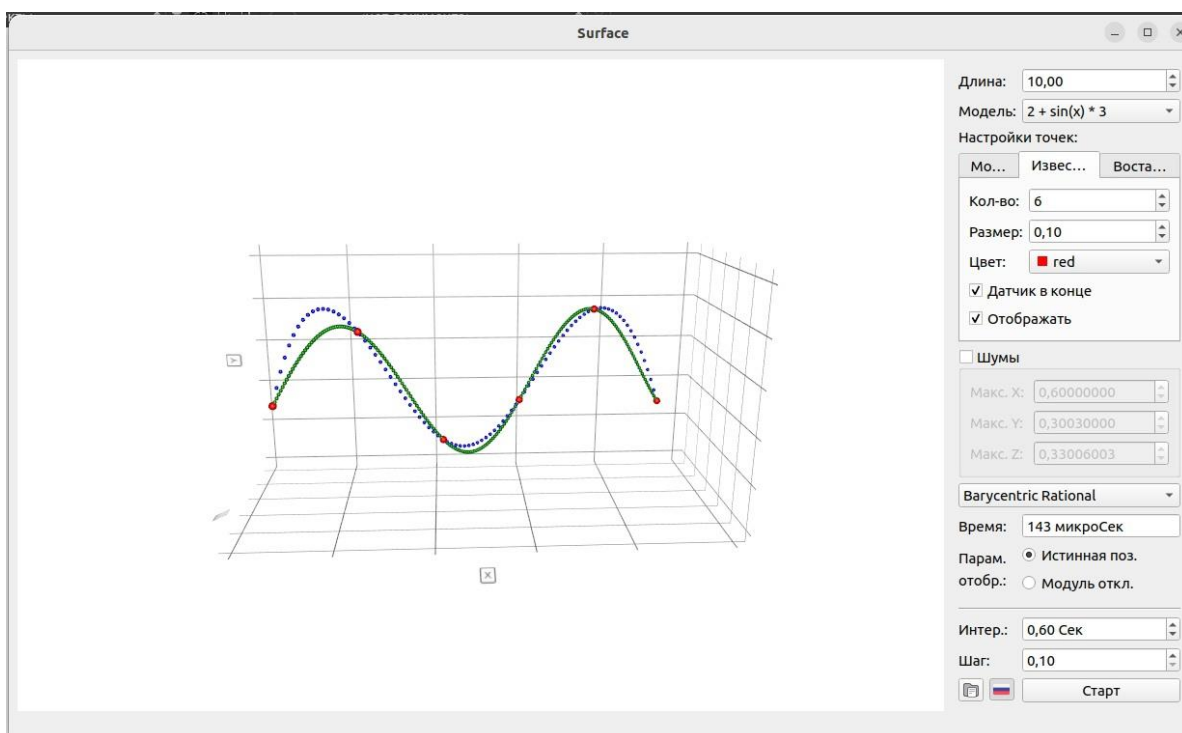 Surface
Длина: 10,00
Модель: 2 + sin(x) * 3
Настройки точек:
Мо... Извес... Воста...
Кол-во: 6
Размер: 0,10
Цвет: red
Датчик в конце
Отображать
Шумы
Макс. X: 0,60000000
Макс. Y: 0,30030000
Макс. Z: 0,33006003
Barycentric Rational
Время: 143 микроСек
Парам. отобр.: Истинная поз.
Модуль откл.
Интер.: 0,60 Сек
Шаг: 0,10
Старт
Y
X